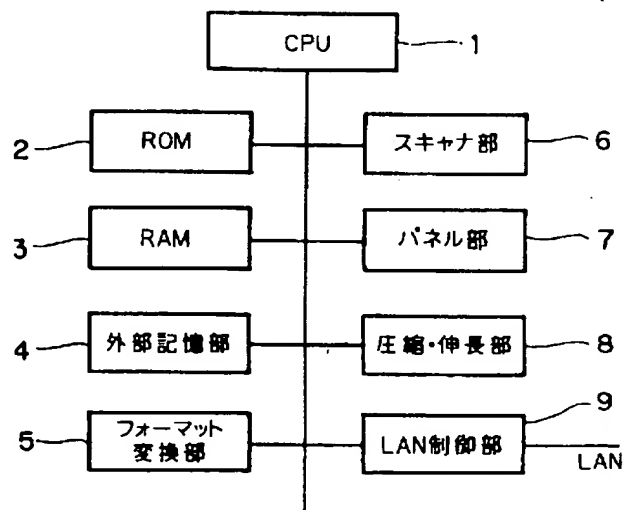 CPU
1
2
ROM
スキャナ部
6
3
RAM
パネル部
7
4
外部記憶部
圧縮・伸長部
8
5
フォーマット
変換部
LAN制御部
9
LAN